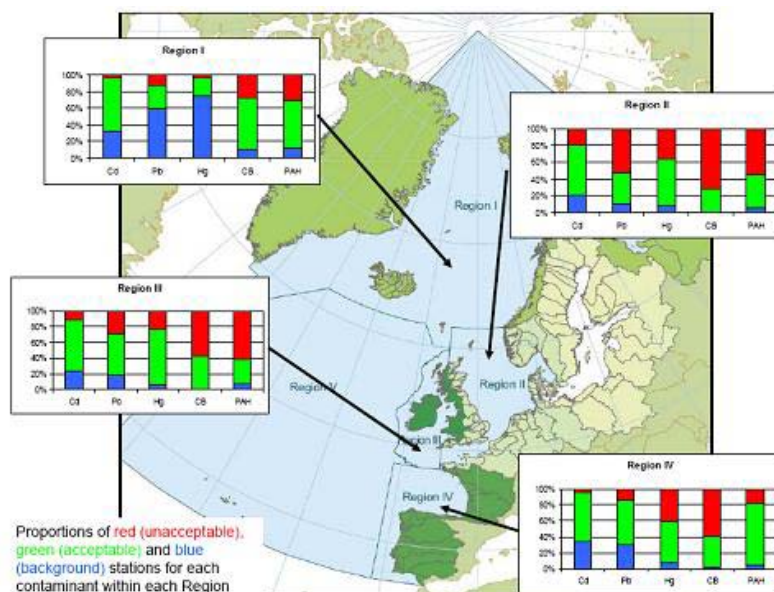 Region I
100%
80%
60%
40%
20%
0%
Cd
Pb
Hg
CB
PAH
Region II
100%
80%
60%
40%
20%
0%
Cd
Pb
Hg
CB
PAH
Region I
Region III
100%
80%
60%
40%
20%
0%
Cd
Pb
Hg
CB
PAH
Region V
Region II
Region III
Region IV
Region IV
100%
80%
60%
40%
20%
0%
Cd
Pb
Hg
CB
PAH
Proportions of red (unacceptable),
green (acceptable) and blue
(background) stations for each
contaminant within each Region